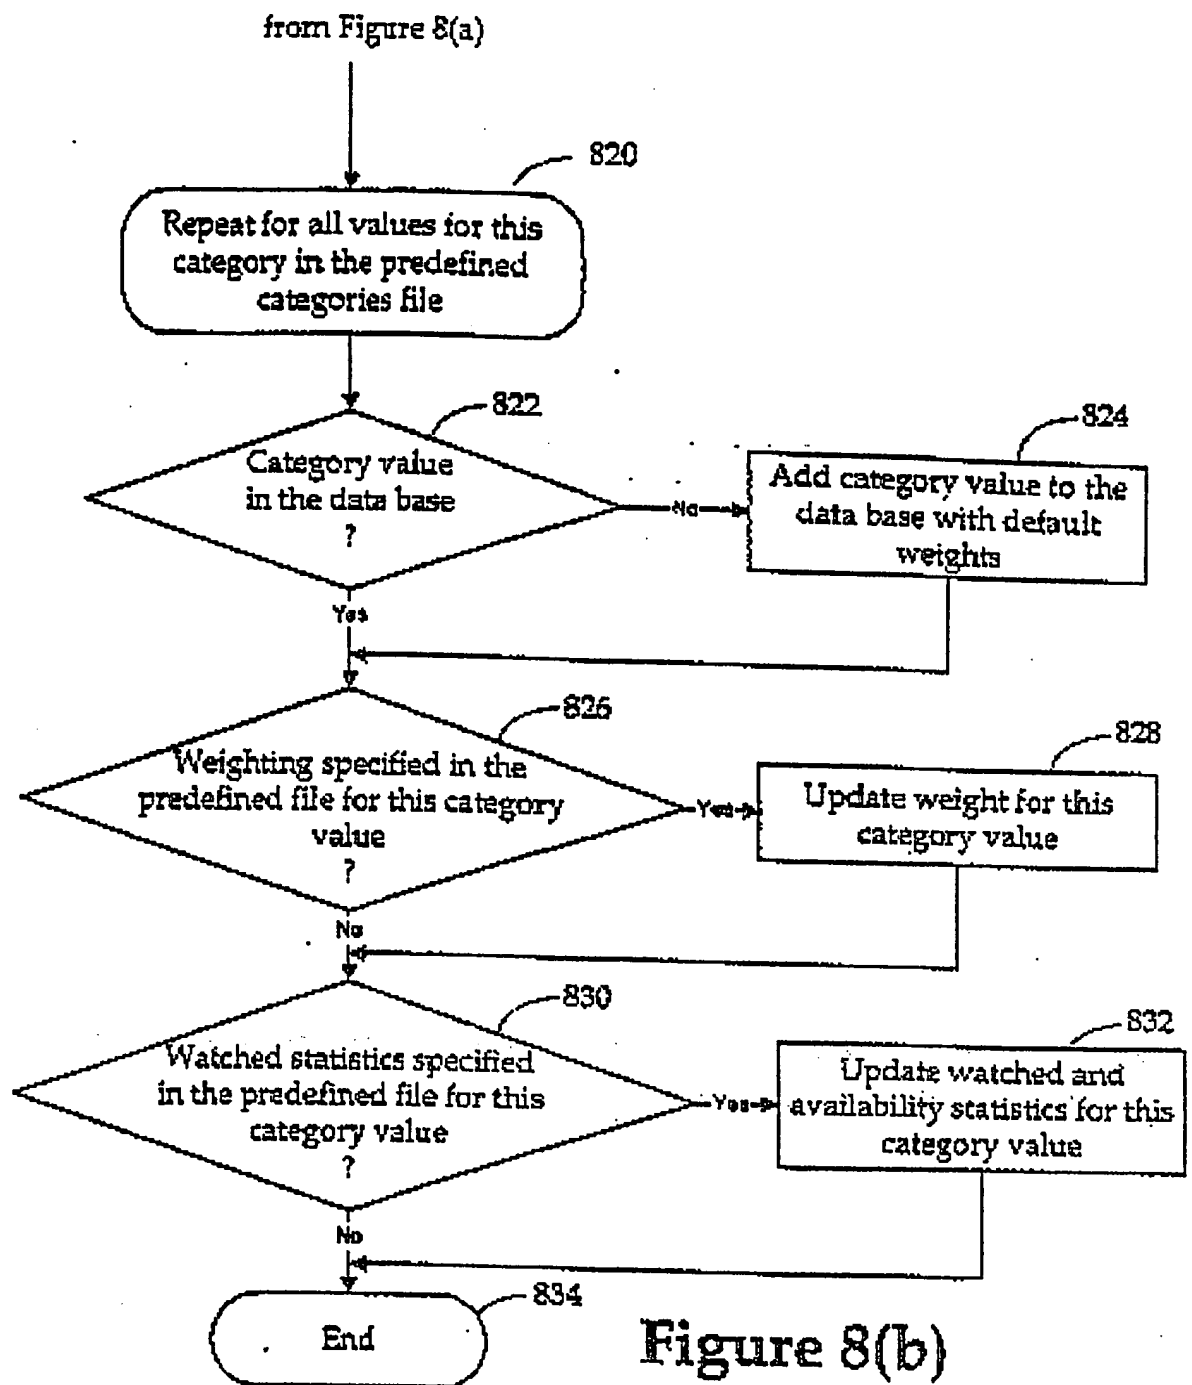 from Figure 8(a)
820
Repeat for all values for this
category in the predefined
categories file
822
Category value
in the data base
?
No
824
Add category value to the
data base with default
weights
Yes
826
Weighting specified in the
predefined file for this category
value
?
Yes
828
Update weight for this
category value
No
830
Watched statistics specified
in the predefined file for this
category value
?
Yes
832
Update watched and
availability statistics for this
category value
No
834
End
Figure 8(b)